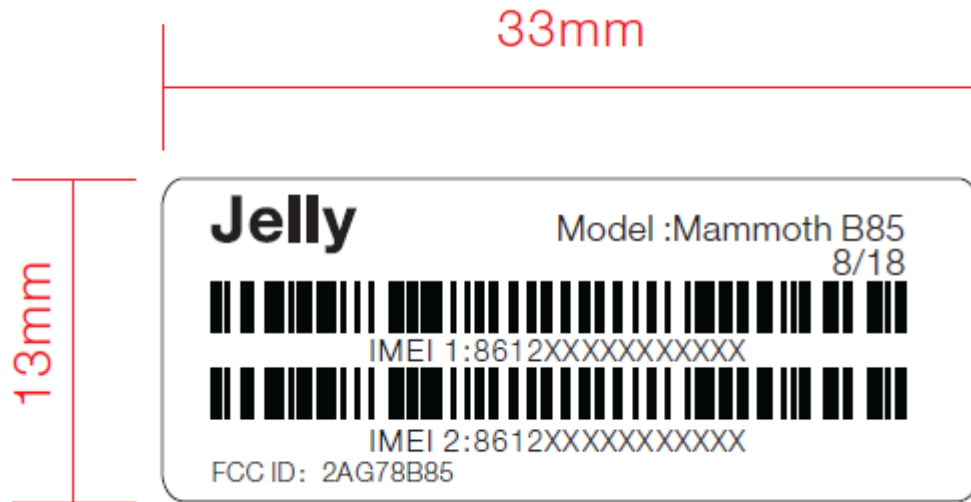 33mm
13mm
Jelly
Model :Mammoth B85
8/18
IMEI 1:8612XXXXXXXXXXX
IMEI 2:8612XXXXXXXXXXX
FCC ID：2AG78B85